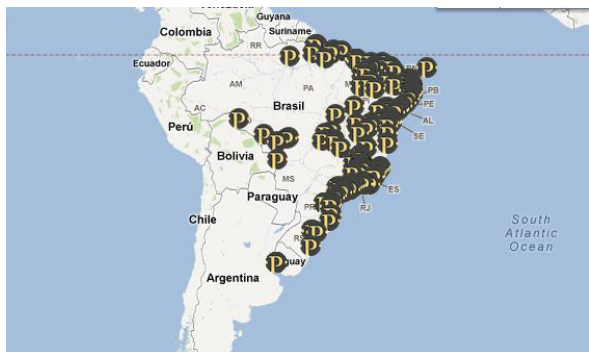 Guyana
Suriname
Colombia
RR
Ecuador
AM
PA
Brasil
PB
PE
AC
AL
Perú
SE
Bolivia
MS
ES
Paraguay
RJ
PR
Chile
South
Atlantic
Ocean
guay
Argentina